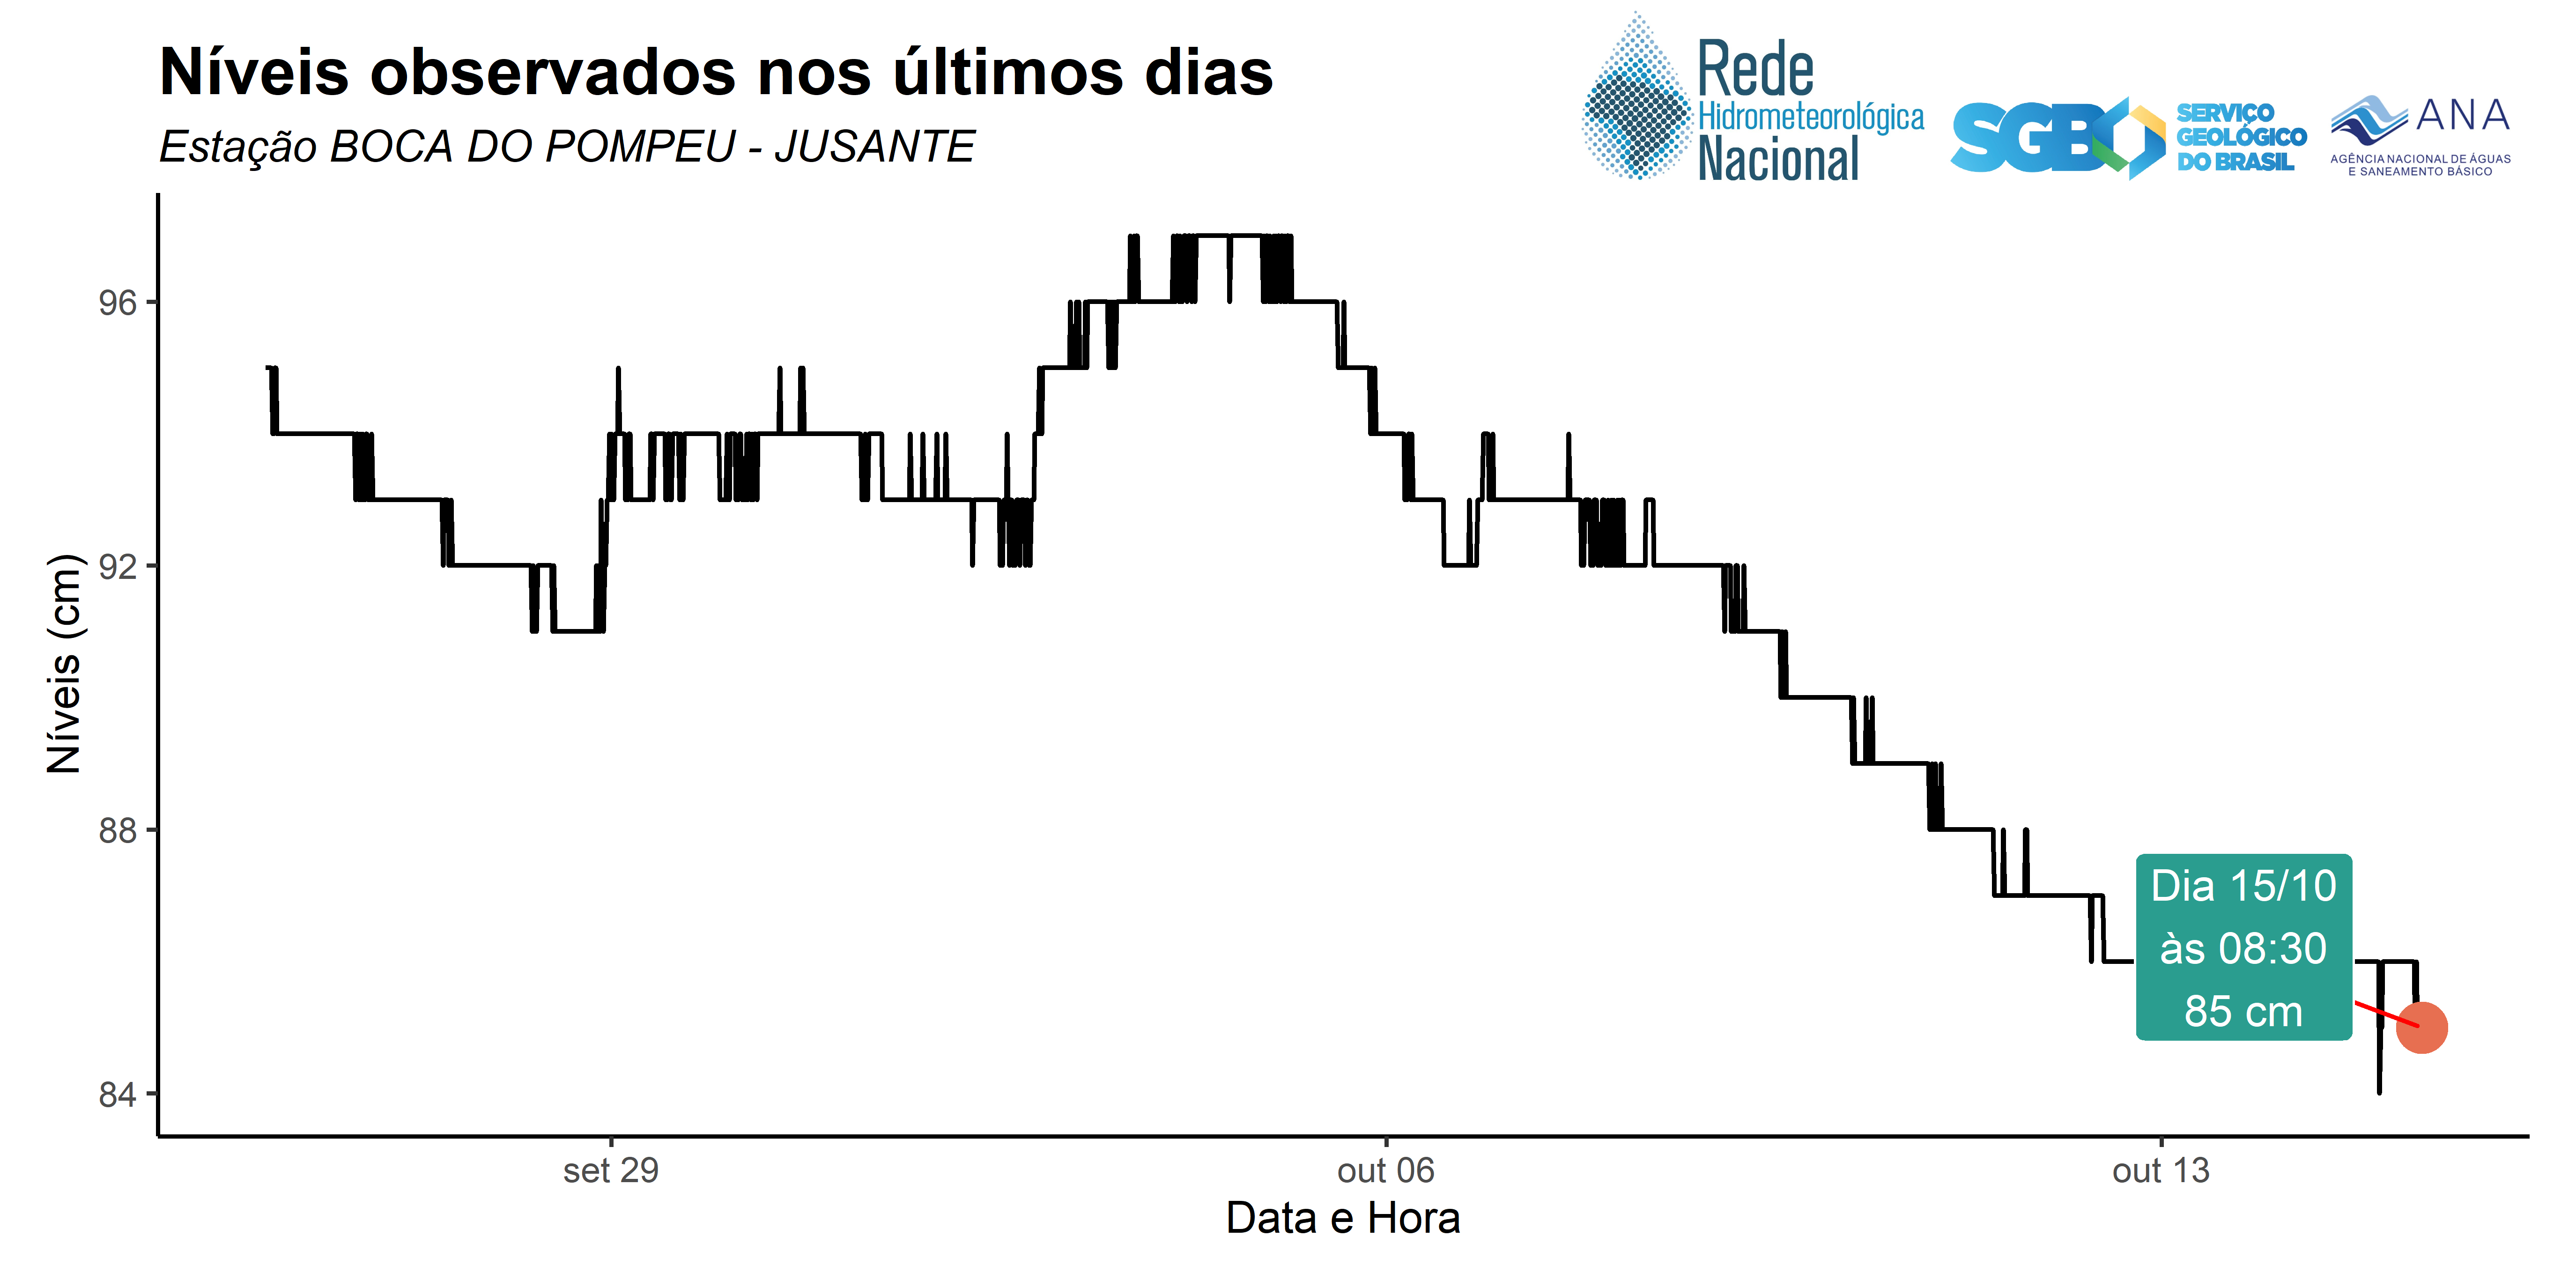 Níveis observados nos últimos dias
Estação BOCA DO POMPEU - JUSANTE
Rede
Hidrometeorológica
Nacional
SGB
SERVIÇO
GEOLÓGICO
DO BRASIL
ANA
AGÊNCIA NACIONAL DE ÁGUAS
E SANEAMENTO BÁSICO
Níveis (cm)
96
92
88
84
Dia 15/10
às 08:30
85 cm
set 29
out 06
out 13
Data e Hora